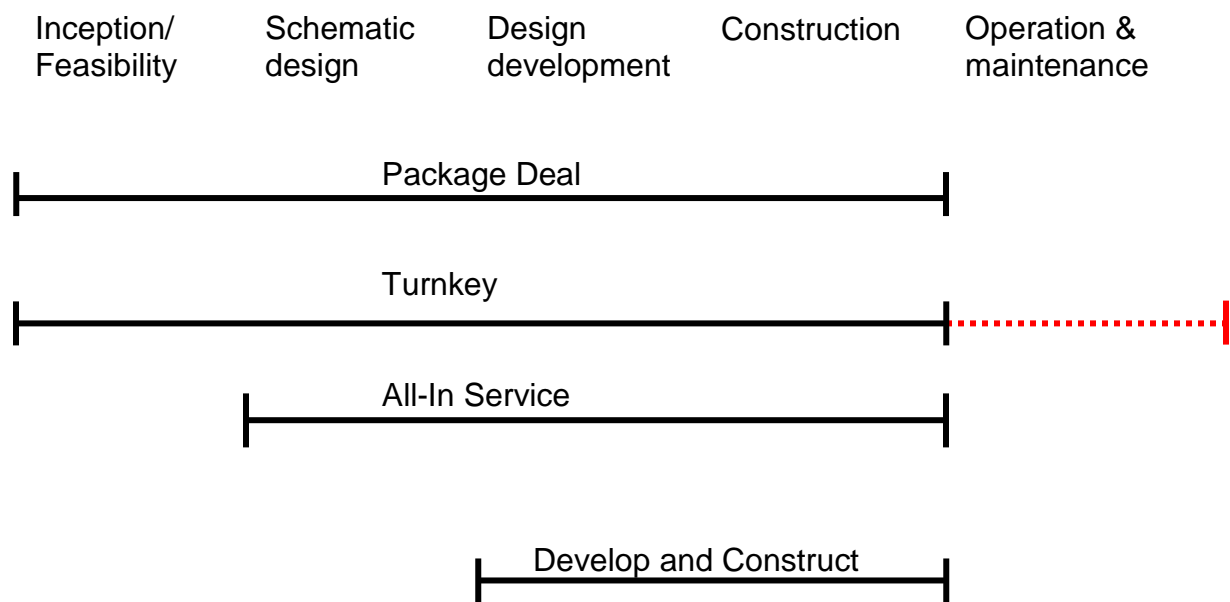 Inception/
Feasibility
Schematic
design
Design
development
Construction
Operation &
maintenance
Package Deal
Turnkey
All-In Service
Develop and Construct